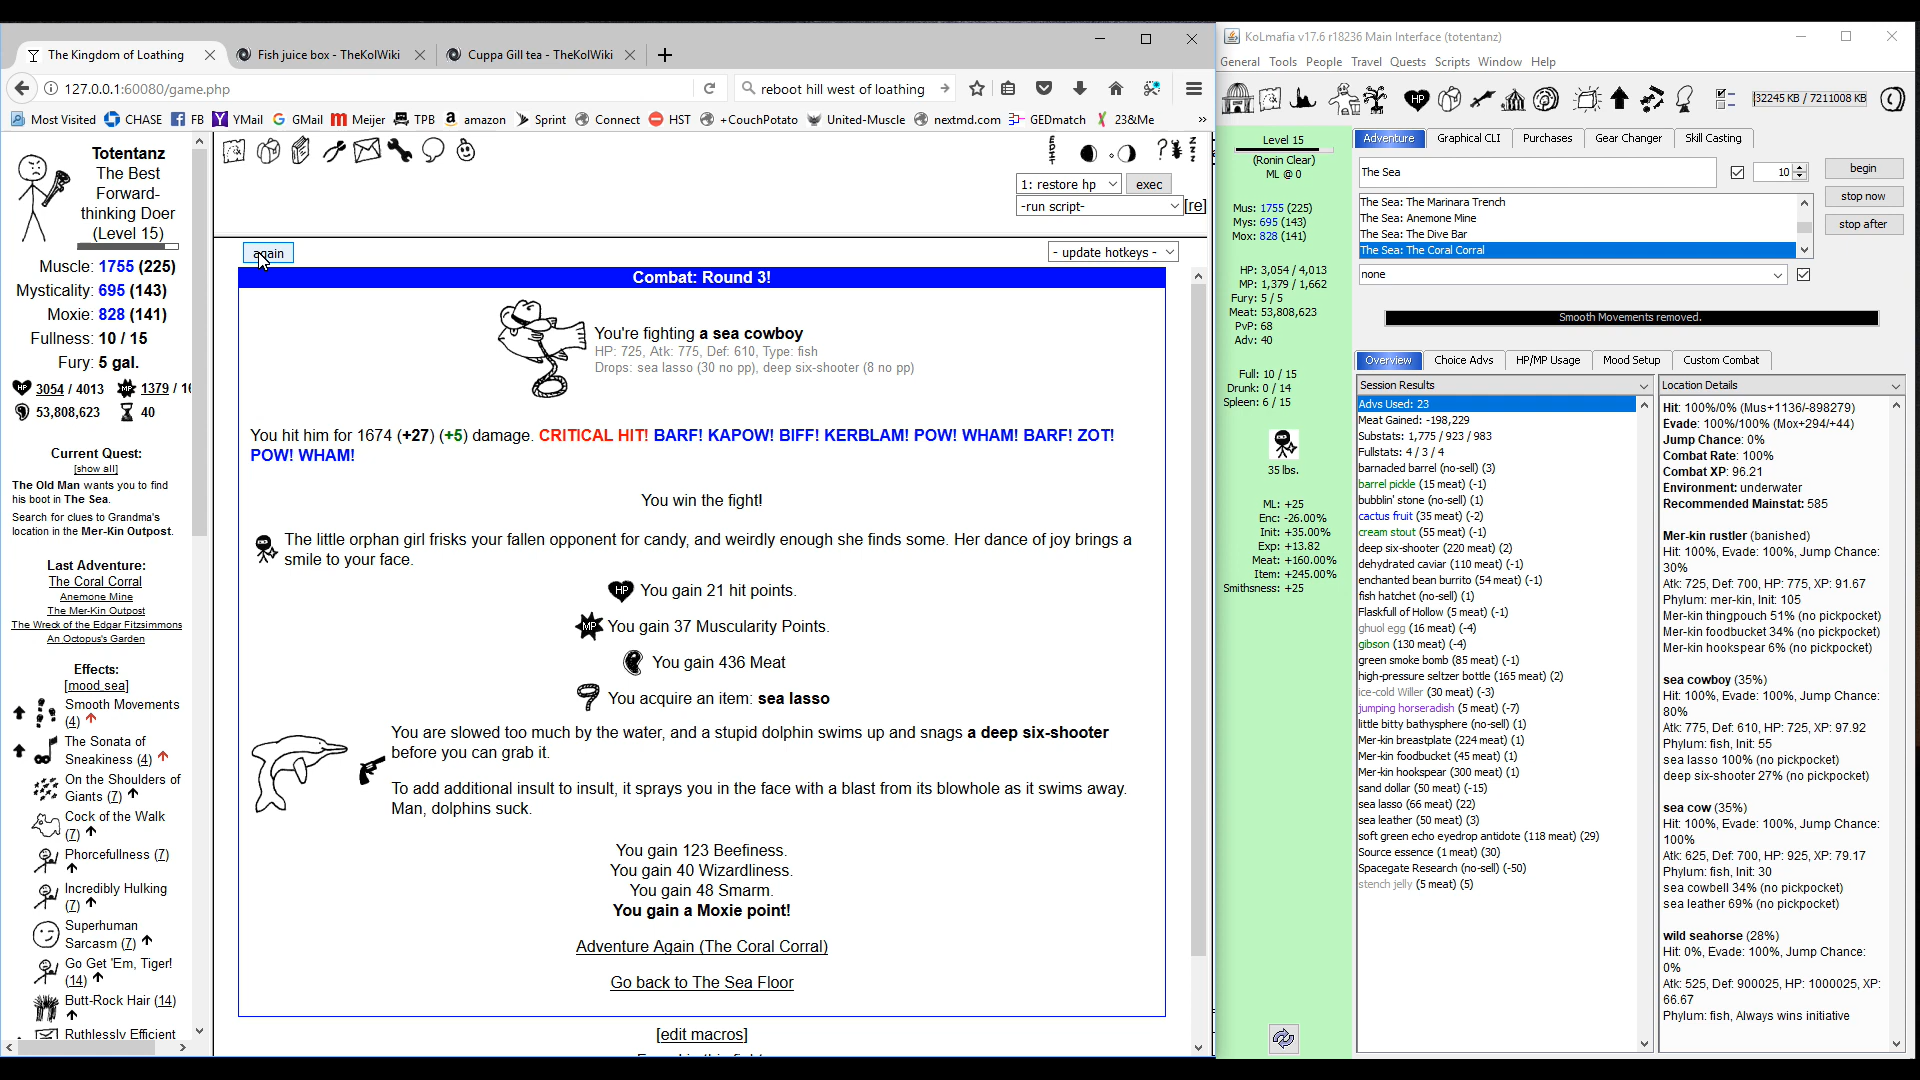 The Kingdom of Loathing
Fish juice box - TheKolWiki
Cuppa Gill tea - TheKolWiki
127.0.0.1:60080/game.php
reboot hill west of loathing
Most Visited CHASE FB YMail GMail Meijer TPB amazon Sprint Connect HST +CouchPotato United-Muscle nextmd.com GEDmatch 23&Me
Totentanz
The Best
Forward-
thinking Doer
(Level 15)
Muscle: 1755 (225)
Mysticality: 695 (143)
Moxie: 828 (141)
Fullness: 10 / 15
Fury: 5 gal.
3054 / 4013 1379 / 16
53,808,623 40
Current Quest:
[show all]
The Old Man wants you to find
his boot in The Sea.
Search for clues to Grandma's
location in the Mer-Kin Outpost.
Last Adventure:
The Coral Corral
Anemone Mine
The Mer-Kin Outpost
The Wreck of the Edgar Fitzsimmons
An Octopus's Garden
Effects:
[mood sea]
Smooth Movements
(4)
The Sonata of
Sneakiness (4)
On the Shoulders of
Giants (7)
Cock of the Walk
(7)
Phorcefullness (7)
Incredibly Hulking
(7)
Superhuman
Sarcasm (7)
Go Get 'Em, Tiger!
(14)
Butt-Rock Hair (14)
Ruthlessly Efficient
EDIT
1: restore hp
exec
-run script-
[re]
again
- update hotkeys -
Combat: Round 3!
You're fighting a sea cowboy
HP: 725, Atk: 775, Def: 610, Type: fish
Drops: sea lasso (30 no pp), deep six-shooter (8 no pp)
You hit him for 1674 (+27) (+5) damage. CRITICAL HIT! BARF! KAPOW! BIFF! KERBLAM! POW! WHAM! BARF! ZOT!
POW! WHAM!
You win the fight!
The little orphan girl frisks your fallen opponent for candy, and weirdly enough she finds some. Her dance of joy brings a
smile to your face.
HP You gain 21 hit points.
MP You gain 37 Muscularity Points.
You gain 436 Meat
You acquire an item: sea lasso
You are slowed too much by the water, and a stupid dolphin swims up and snags a deep six-shooter
before you can grab it.
To add additional insult to insult, it sprays you in the face with a blast from its blowhole as it swims away.
Man, dolphins suck.
You gain 123 Beefiness.
You gain 40 Wizardliness.
You gain 48 Smarm.
You gain a Moxie point!
Adventure Again (The Coral Corral)
Go back to The Sea Floor
[edit macros]
KoLmafia v17.6 r18236 Main Interface (totentanz)
General Tools People Travel Quests Scripts Window Help
32245 KB / 7211008 KB
Level 15
(Ronin Clear)
ML @ 0
Mus: 1755 (225)
Mys: 695 (143)
Mox: 828 (141)
HP: 3,054 / 4,013
MP: 1,379 / 1,662
Fury: 5 / 5
Meat: 53,808,623
PvP: 68
Adv: 40
Full: 10 / 15
Drunk: 0 / 14
Spleen: 6 / 15
35 lbs.
ML: +25
Enc: -26.00%
Init: +35.00%
Exp: +13.82
Meat: +160.00%
Item: +245.00%
Smithsness: +25
Adventure Graphical CLI Purchases Gear Changer Skill Casting
The Sea
10
begin
stop now
stop after
The Sea: The Marinara Trench
The Sea: Anemone Mine
The Sea: The Dive Bar
The Sea: The Coral Corral
none
Smooth Movements removed.
Overview Choice Advs HP/MP Usage Mood Setup Custom Combat
Session Results
Advs Used: 23
Meat Gained: -198,229
Substats: 1,775 / 923 / 983
Fullstats: 4 / 3 / 4
barnacled barrel (no-sell) (3)
barrel pickle (15 meat) (-1)
bubblin' stone (no-sell) (1)
cactus fruit (35 meat) (-2)
cream stout (55 meat) (-1)
deep six-shooter (220 meat) (2)
dehydrated caviar (110 meat) (-1)
enchanted bean burrito (54 meat) (-1)
fish hatchet (no-sell) (1)
Flaskfull of Hollow (5 meat) (-1)
ghuol egg (16 meat) (-4)
gibson (130 meat) (-4)
green smoke bomb (85 meat) (-1)
high-pressure seltzer bottle (165 meat) (2)
ice-cold Willer (30 meat) (-3)
jumping horseradish (5 meat) (-7)
little bitty bathysphere (no-sell) (1)
Mer-kin breastplate (224 meat) (1)
Mer-kin foodbucket (45 meat) (1)
Mer-kin hookspear (300 meat) (1)
sand dollar (50 meat) (-15)
sea lasso (66 meat) (22)
sea leather (50 meat) (3)
soft green echo eyedrop antidote (118 meat) (29)
Source essence (1 meat) (30)
Spacegate Research (no-sell) (-50)
stench jelly (5 meat) (5)
Location Details
Hit: 100%/0% (Mus+1136/-898279)
Evade: 100%/100% (Mox+294/+44)
Jump Chance: 0%
Combat Rate: 100%
Combat XP: 96.21
Environment: underwater
Recommended Mainstat: 585
Mer-kin rustler (banished)
Hit: 100%, Evade: 100%, Jump Chance:
30%
Atk: 725, Def: 700, HP: 775, XP: 91.67
Phylum: mer-kin, Init: 105
Mer-kin thingpouch 51% (no pickpocket)
Mer-kin foodbucket 34% (no pickpocket)
Mer-kin hookspear 6% (no pickpocket)
sea cowboy (35%)
Hit: 100%, Evade: 100%, Jump Chance:
80%
Atk: 775, Def: 610, HP: 725, XP: 97.92
Phylum: fish, Init: 55
sea lasso 100% (no pickpocket)
deep six-shooter 27% (no pickpocket)
sea cow (35%)
Hit: 100%, Evade: 100%, Jump Chance:
100%
Atk: 625, Def: 700, HP: 925, XP: 79.17
Phylum: fish, Init: 30
sea cowbell 34% (no pickpocket)
sea leather 69% (no pickpocket)
wild seahorse (28%)
Hit: 0%, Evade: 100%, Jump Chance:
0%
Atk: 525, Def: 900025, HP: 1000025, XP:
66.67
Phylum: fish, Always wins initiative